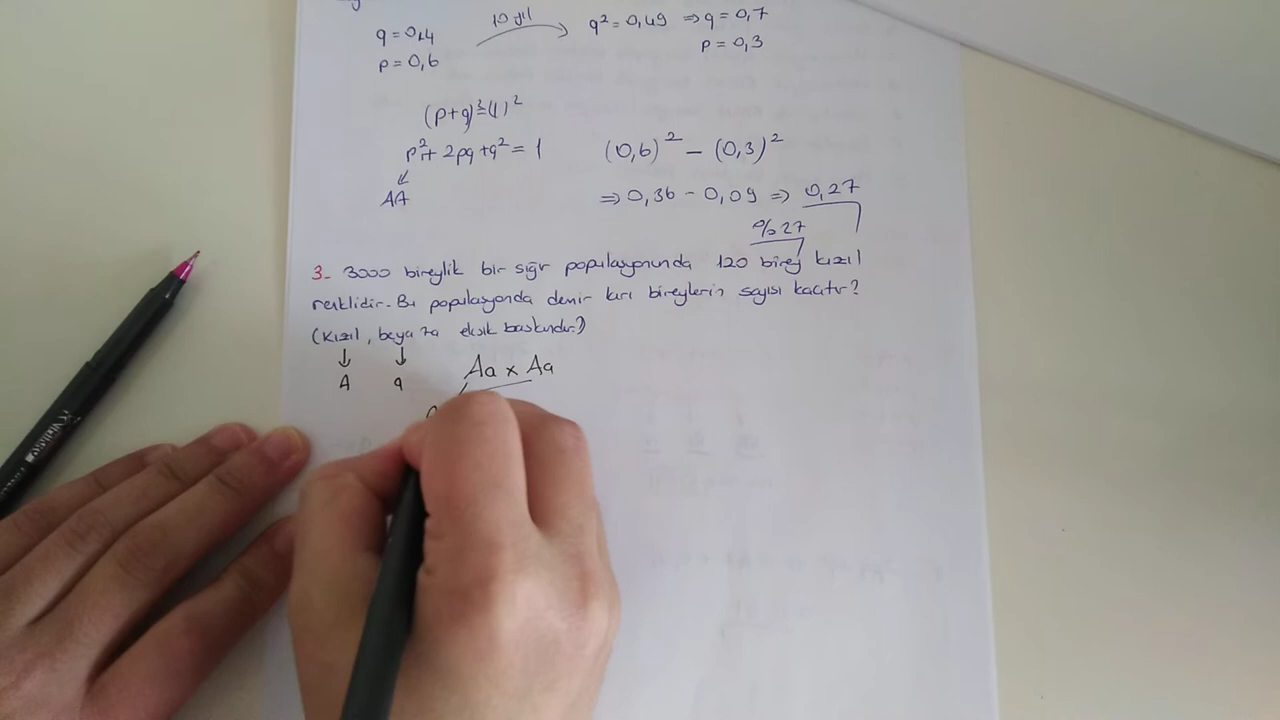 q = 0,4
p = 0,6
10 yıl
q² = 0,49 ⇒ q = 0,7
p = 0,3
(p+q)² = (1)²
p² + 2pq + q² = 1
AA
(0,6)² − (0,3)²
⇒ 0,36 - 0,09 ⇒ 0,27
% 27
3- 3000 bireylik bir sığır populasyonunda 120 birey kızıl
renklidir. Bu populasyonda demir kırı bireylerin sayısı kaçtır?
(Kızıl, beyaza eksik baskındır.)
A a
Aa x Aa